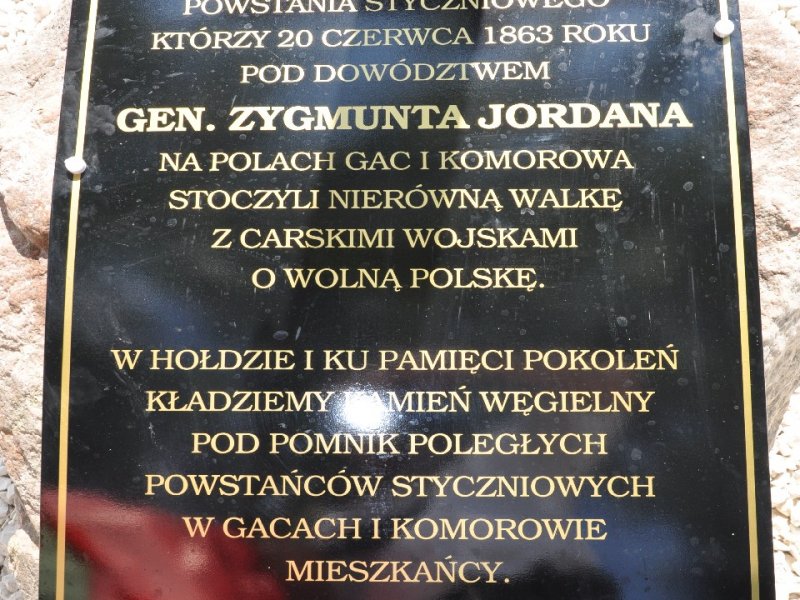 POWSTANIA STYCZNIOWEGO
KTÓRZY 20 CZERWCA 1863 ROKU
POD DOWÓDZTWEM
GEN. ZYGMUNTA JORDANA
NA POLACH GAC I KOMOROWA
STOCZYLI NIERÓWNĄ WALKĘ
Z CARSKIMI WOJSKAMI
O WOLNĄ POLSKĘ.
W HOŁDZIE I KU PAMIĘCI POKOLEŃ
KŁADZIEMY KAMIEŃ WĘGIELNY
POD POMNIK POLEGŁYCH
POWSTAŃCÓW STYCZNIOWYCH
W GACACH I KOMOROWIE
MIESZKAŃCY.